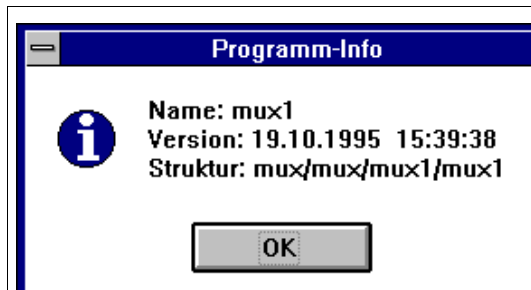 Programm-Info
Name: mux1
Version: 19.10.1995  15:39:38
Struktur: mux/mux/mux1/mux1
OK